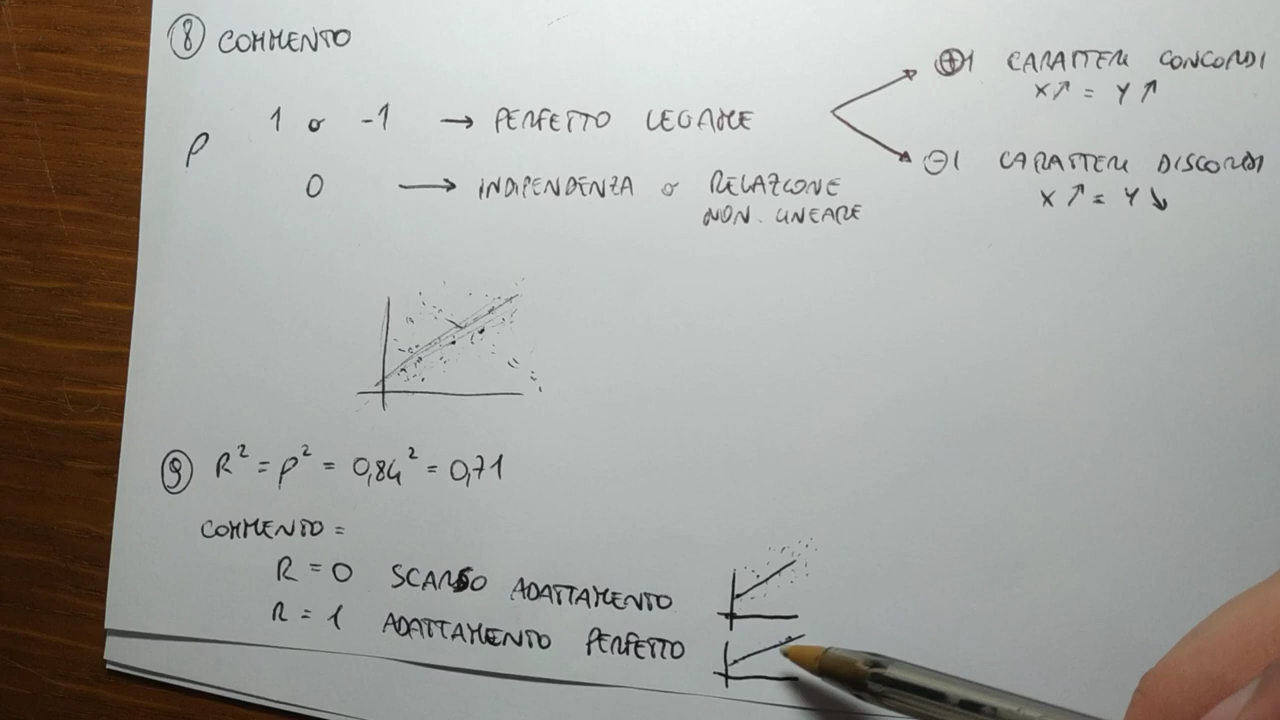 8 COMMENTO
ρ 1 o -1 → PERFETTO LEGAME
+1 CARATTERI CONCORDI
X↗ = Y↗
-1 CARATTERI DISCORDI
X↗ = Y↘
0 → INDIPENDENZA o RELAZIONE
NON. LINEARE
9 R² = ρ² = 0,84² = 0,71
COMMENTO =
R = 0 SCARSO ADATTAMENTO
R = 1 ADATTAMENTO PERFETTO